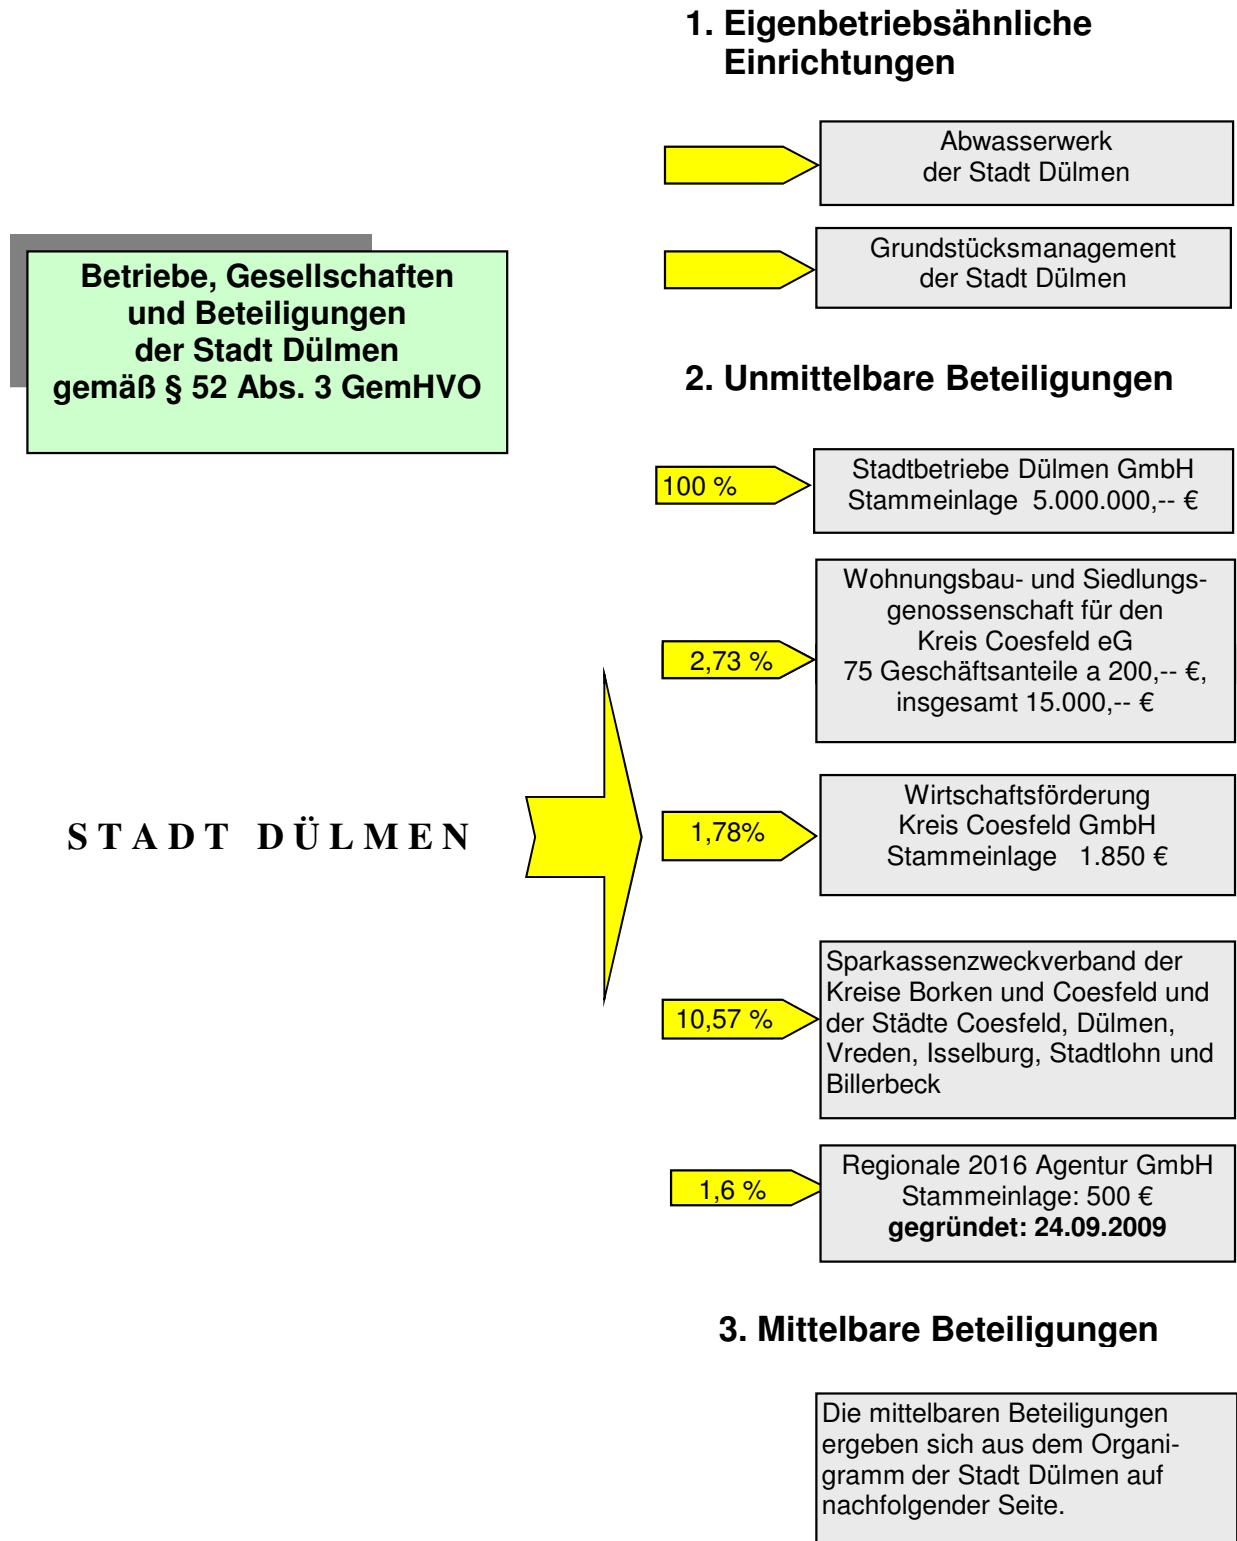 1. Eigenbetriebsähnliche
Einrichtungen
Abwasserwerk
der Stadt Dülmen
Grundstücksmanagement
der Stadt Dülmen
Betriebe, Gesellschaften
und Beteiligungen
der Stadt Dülmen
gemäß § 52 Abs. 3 GemHVO
2. Unmittelbare Beteiligungen
100 %
Stadtbetriebe Dülmen GmbH
Stammeinlage 5.000.000,-- €
2,73 %
Wohnungsbau- und Siedlungs-
genossenschaft für den
Kreis Coesfeld eG
75 Geschäftsanteile a 200,-- €,
insgesamt 15.000,-- €
STADT DÜLMEN
1,78%
Wirtschaftsförderung
Kreis Coesfeld GmbH
Stammeinlage 1.850 €
10,57 %
Sparkassenzweckverband der
Kreise Borken und Coesfeld und
der Städte Coesfeld, Dülmen,
Vreden, Isselburg, Stadtlohn und
Billerbeck
1,6 %
Regionale 2016 Agentur GmbH
Stammeinlage: 500 €
gegründet: 24.09.2009
3. Mittelbare Beteiligungen
Die mittelbaren Beteiligungen
ergeben sich aus dem Organi-
gramm der Stadt Dülmen auf
nachfolgender Seite.